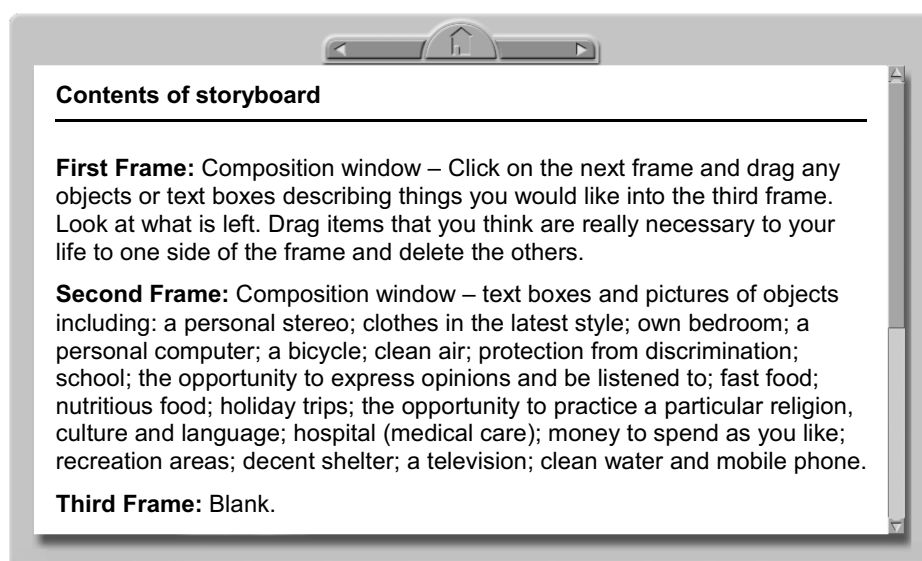 Contents of storyboard
First Frame: Composition window – Click on the next frame and drag any
objects or text boxes describing things you would like into the third frame.
Look at what is left. Drag items that you think are really necessary to your
life to one side of the frame and delete the others.
Second Frame: Composition window – text boxes and pictures of objects
including: a personal stereo; clothes in the latest style; own bedroom; a
personal computer; a bicycle; clean air; protection from discrimination;
school; the opportunity to express opinions and be listened to; fast food;
nutritious food; holiday trips; the opportunity to practice a particular religion,
culture and language; hospital (medical care); money to spend as you like;
recreation areas; decent shelter; a television; clean water and mobile phone.
Third Frame: Blank.